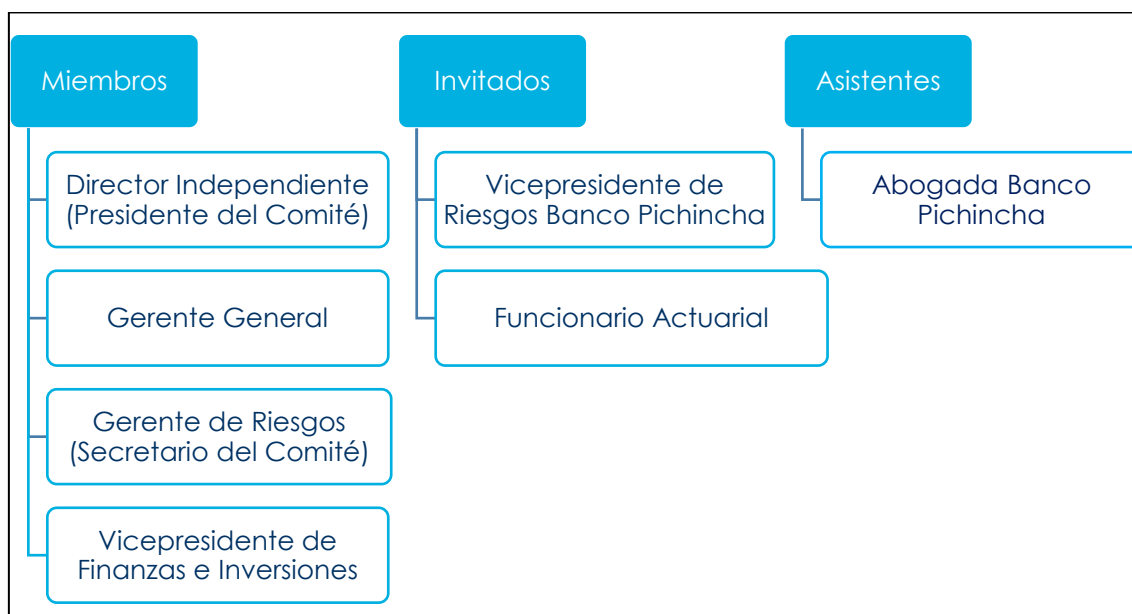 Miembros
Director Independiente
(Presidente del Comité)
Gerente General
Gerente de Riesgos
(Secretario del Comité)
Vicepresidente de
Finanzas e Inversiones
Invitados
Vicepresidente de
Riesgos Banco Pichincha
Funcionario Actuarial
Asistentes
Abogada Banco
Pichincha